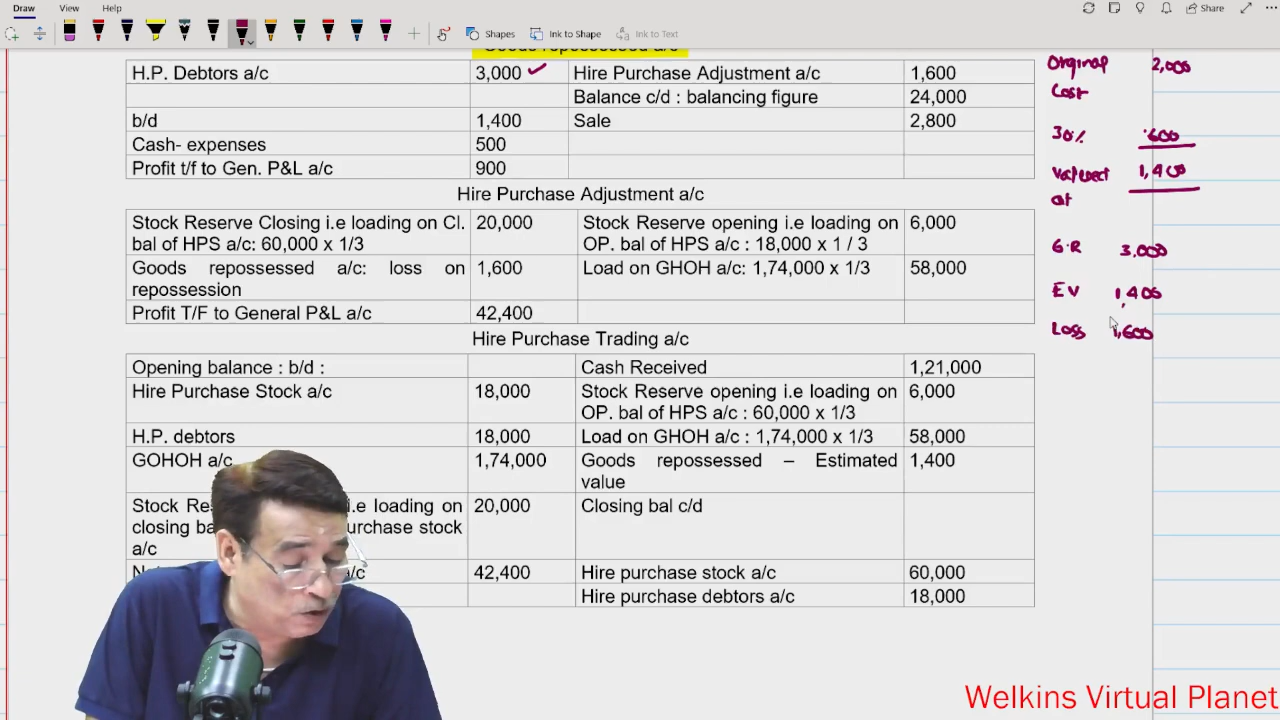 Draw View Help Share
Shapes Ink to Shape Ink to Text
Goods repossessed a/c
H.P. Debtors a/c 3,000 Hire Purchase Adjustment a/c 1,600
Balance c/d : balancing figure 24,000
b/d 1,400 Sale 2,800
Cash- expenses 500
Profit t/f to Gen. P&L a/c 900
Hire Purchase Adjustment a/c
Stock Reserve Closing i.e loading on Cl. 20,000 Stock Reserve opening i.e loading on 6,000
bal of HPS a/c: 60,000 x 1/3 OP. bal of HPS a/c : 18,000 x 1 / 3
Goods repossessed a/c: loss on 1,600 Load on GHOH a/c: 1,74,000 x 1/3 58,000
repossession
Profit T/F to General P&L a/c 42,400
Hire Purchase Trading a/c
Opening balance : b/d : Cash Received 1,21,000
Hire Purchase Stock a/c 18,000 Stock Reserve opening i.e loading on 6,000
OP. bal of HPS a/c : 60,000 x 1/3
H.P. debtors 18,000 Load on GHOH a/c : 1,74,000 x 1/3 58,000
GOHOH a/c 1,74,000 Goods repossessed – Estimated 1,400
value
Stock i.e loading on 20,000 Closing bal c/d
closing urchase stock
a/c
a/c 42,400 Hire purchase stock a/c 60,000
Hire purchase debtors a/c 18,000
Original 2,000
Cost
30% 600
1,400
at
G.R 3,000
EV 1,400
Loss 1,600
Welkins Virtual Planet